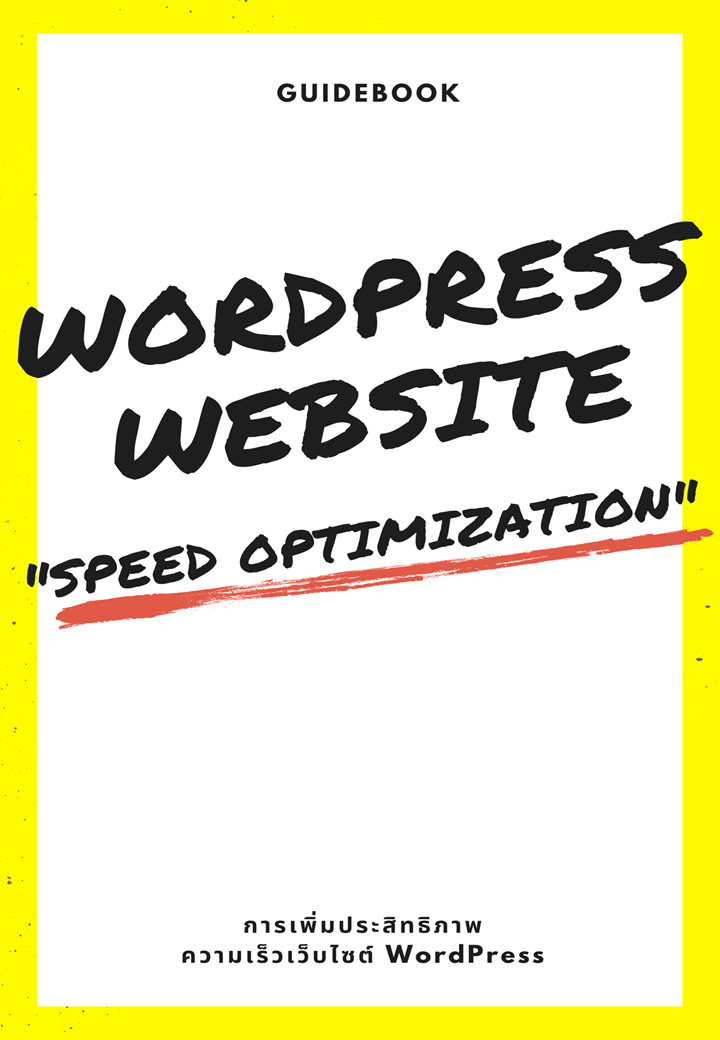 GUIDEBOOK
WORDPRESS
WEBSITE
"SPEED OPTIMIZATION"
การเพิ่มประสิทธิภาพ
ความเร็วเว็บไซต์ WordPress